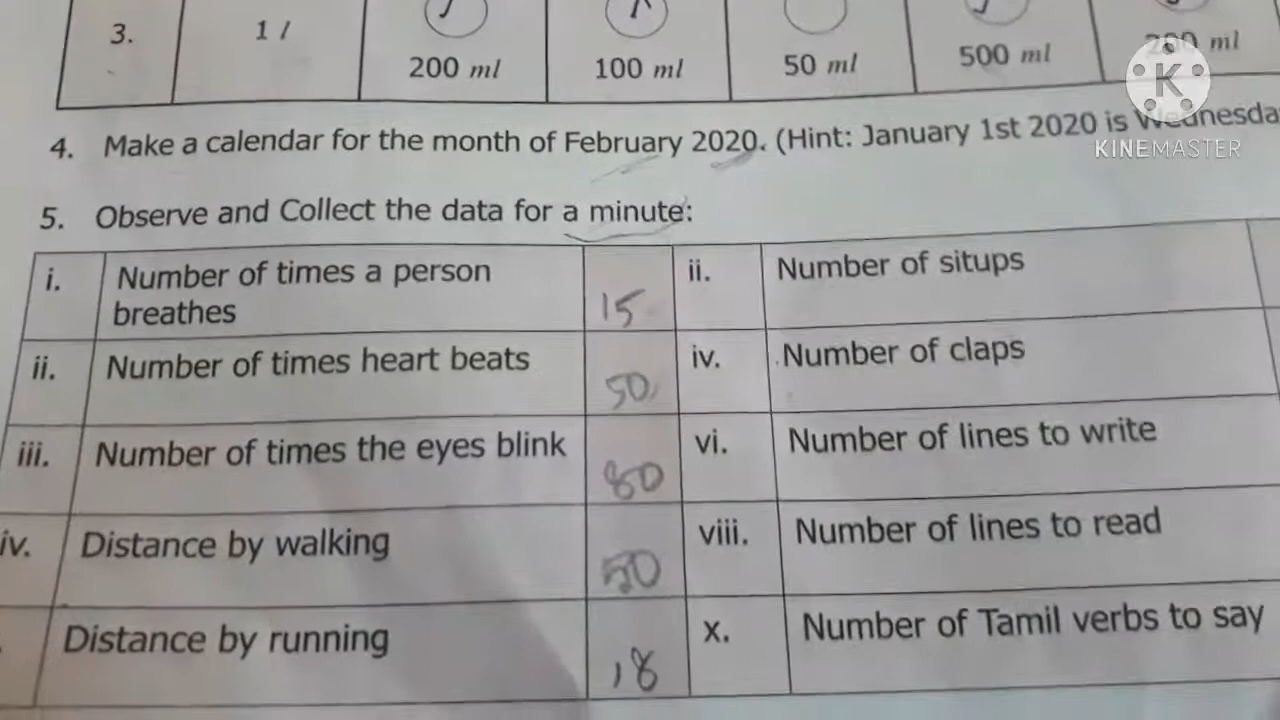 3. 1 l 200 ml 100 ml 50 ml 500 ml 200 ml
4. Make a calendar for the month of February 2020. (Hint: January 1st 2020 is Wednesda
K
KINEMASTER
5. Observe and Collect the data for a minute:
i. Number of times a person ii. Number of situps
breathes 15
ii. Number of times heart beats 50 iv. Number of claps
iii. Number of times the eyes blink 80 vi. Number of lines to write
iv. Distance by walking 50 viii. Number of lines to read
Distance by running 18 x. Number of Tamil verbs to say